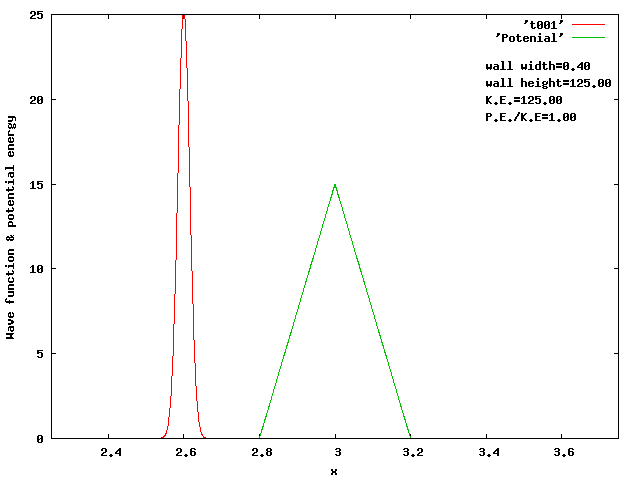 't001'
'Potenial'
wall width=0.40
wall height=125.00
K.E.=125.00
P.E./K.E=1.00
Wave function & potential energy
25
20
15
10
5
0
2.4 2.6 2.8 3 3.2 3.4 3.6
x